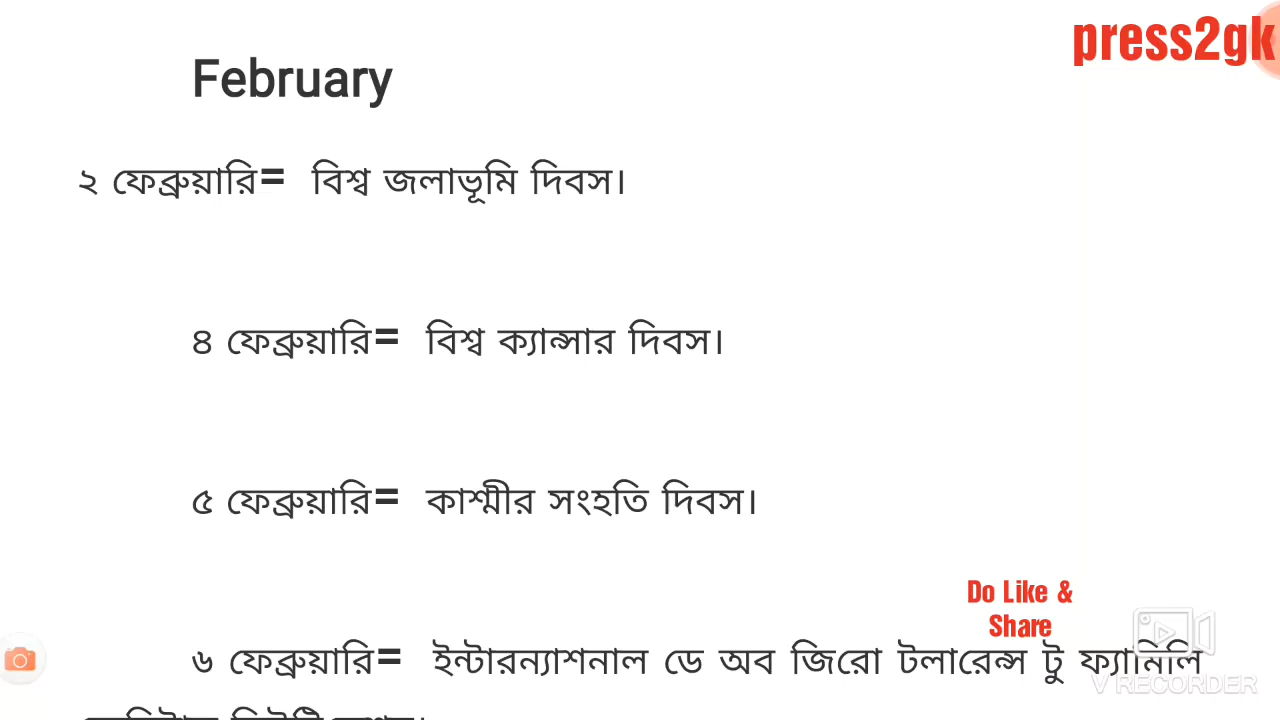 press2gk
February
২ ফেব্রুয়ারি= বিশ্ব জলাভূমি দিবস।
৪ ফেব্রুয়ারি= বিশ্ব ক্যান্সার দিবস।
৫ ফেব্রুয়ারি= কাশ্মীর সংহতি দিবস।
Do Like &
Share
৬ ফেব্রুয়ারি= ইন্টারন্যাশনাল ডে অব জিরো টলারেন্স টু ফ্যামিলি
V RECORDER